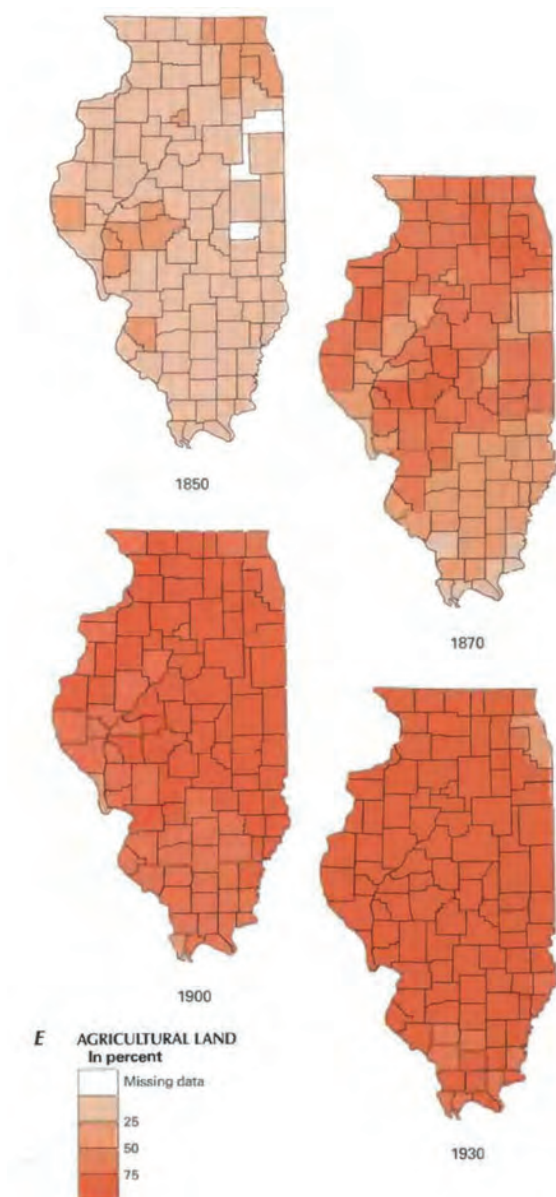 1850
1870
1900
1930
E AGRICULTURAL LAND
In percent
Missing data
25
50
75